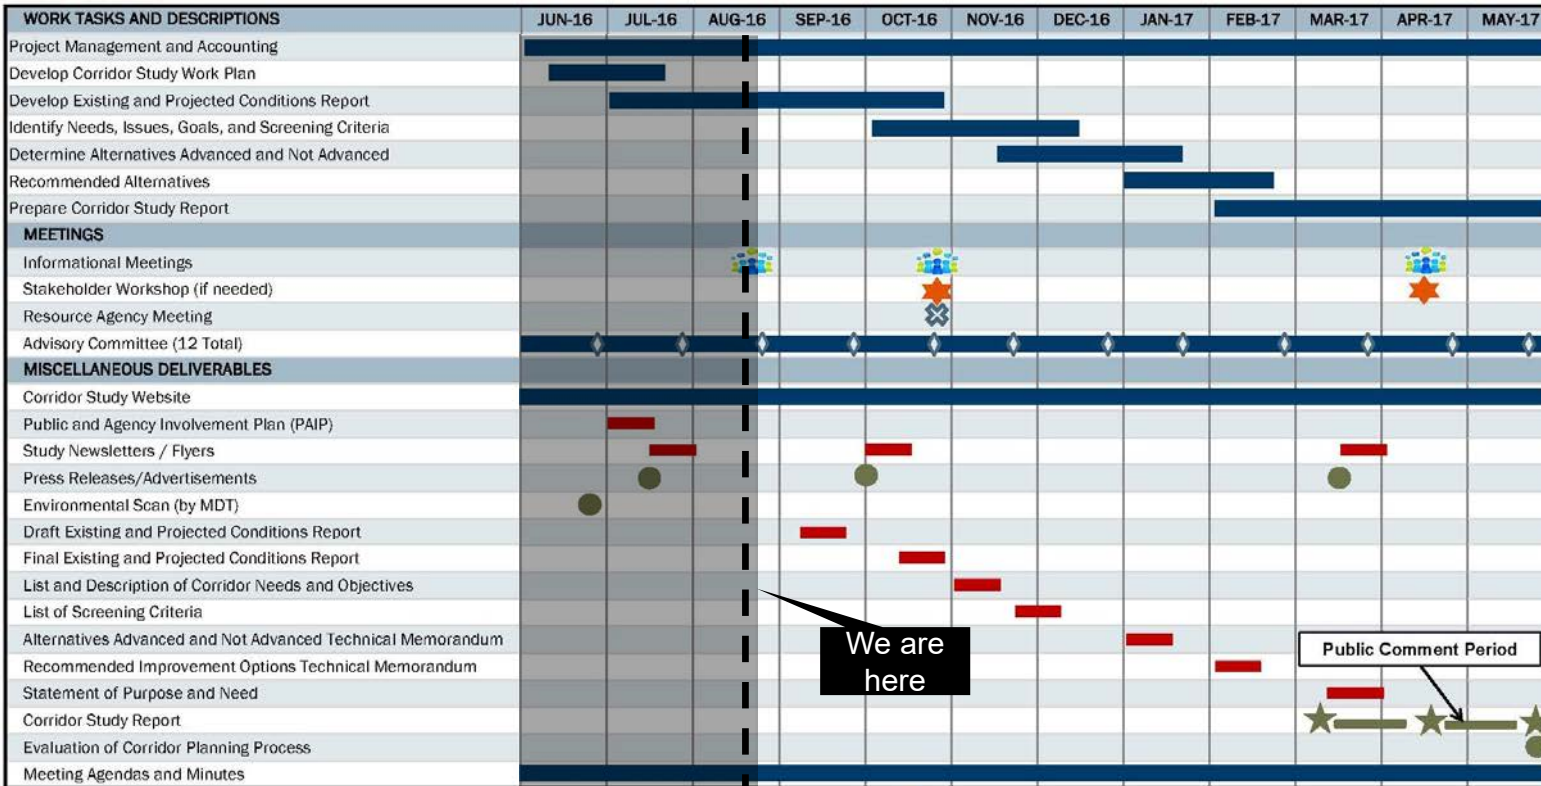 WORK TASKS AND DESCRIPTIONS JUN-16 JUL-16 AUG-16 SEP-16 OCT-16 NOV-16 DEC-16 JAN-17 FEB-17 MAR-17 APR-17 MAY-17
Project Management and Accounting
Develop Corridor Study Work Plan
Develop Existing and Projected Conditions Report
Identify Needs, Issues, Goals, and Screening Criteria
Determine Alternatives Advanced and Not Advanced
Recommended Alternatives
Prepare Corridor Study Report
MEETINGS
Informational Meetings
Stakeholder Workshop (if needed)
Resource Agency Meeting
Advisory Committee (12 Total)
MISCELLANEOUS DELIVERABLES
Corridor Study Website
Public and Agency Involvement Plan (PAIP)
Study Newsletters / Flyers
Press Releases/Advertisements
Environmental Scan (by MDT)
Draft Existing and Projected Conditions Report
Final Existing and Projected Conditions Report
List and Description of Corridor Needs and Objectives
List of Screening Criteria
Alternatives Advanced and Not Advanced Technical Memorandum
Recommended Improvement Options Technical Memorandum
Statement of Purpose and Need
Corridor Study Report
Evaluation of Corridor Planning Process
Meeting Agendas and Minutes
We are
here
Public Comment Period